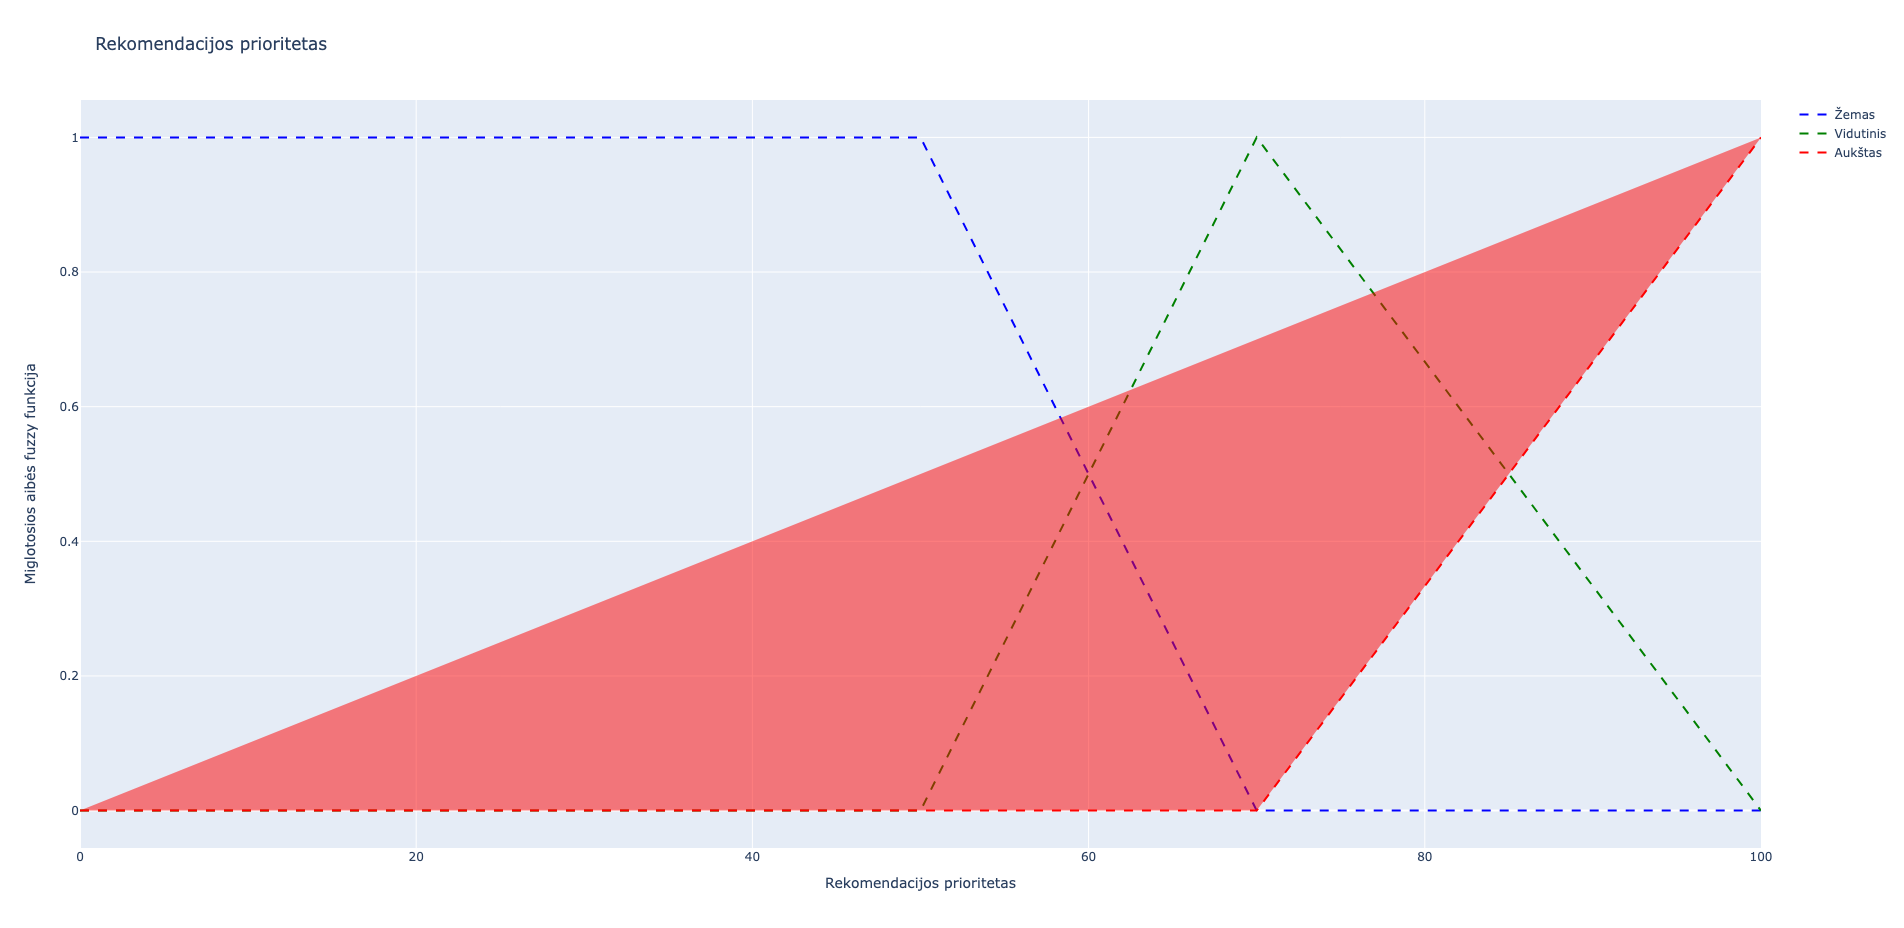 Rekomendacijos prioritetas
Žemas
Vidutinis
Aukštas
Miglotosios aibės fuzzy funkcija
1
0.8
0.6
0.4
0.2
0
0 20 40 60 80 100
Rekomendacijos prioritetas